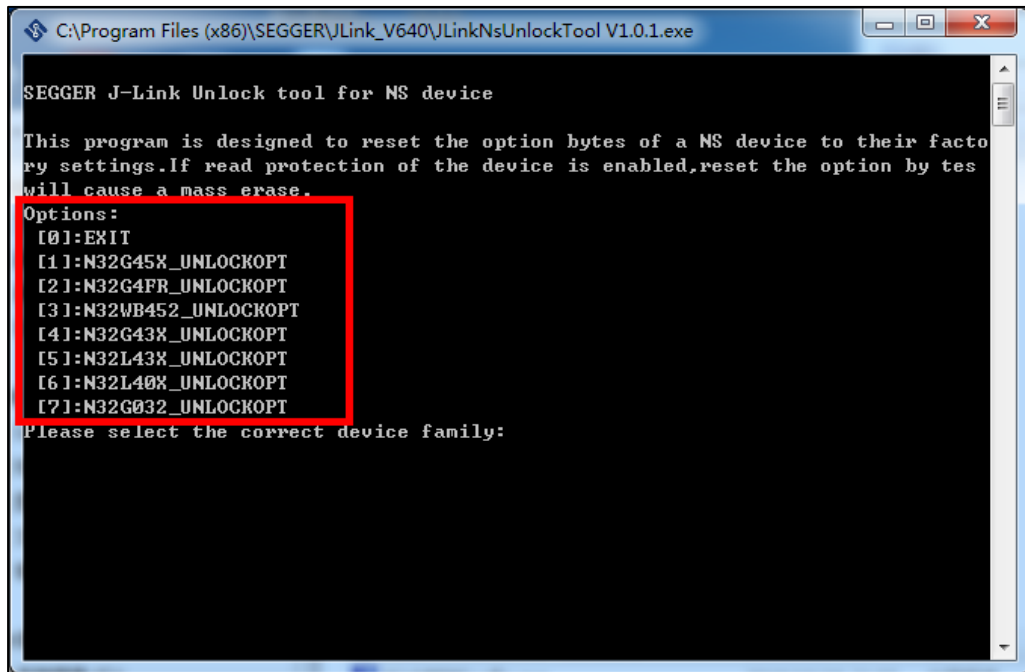 C:\Program Files (x86)\SEGGER\JLink_V640\JLinkNsUnlockTool V1.0.1.exe
SEGGER J-Link Unlock tool for NS device
This program is designed to reset the option bytes of a NS device to their facto
ry settings.If read protection of the device is enabled,reset the option by tes
will cause a mass erase.
Options:
[0]:EXIT
[1]:N32G45X_UNLOCKOPT
[2]:N32G4FR_UNLOCKOPT
[3]:N32WB452_UNLOCKOPT
[4]:N32G43X_UNLOCKOPT
[5]:N32L43X_UNLOCKOPT
[6]:N32L40X_UNLOCKOPT
[7]:N32G032_UNLOCKOPT
Please select the correct device family: